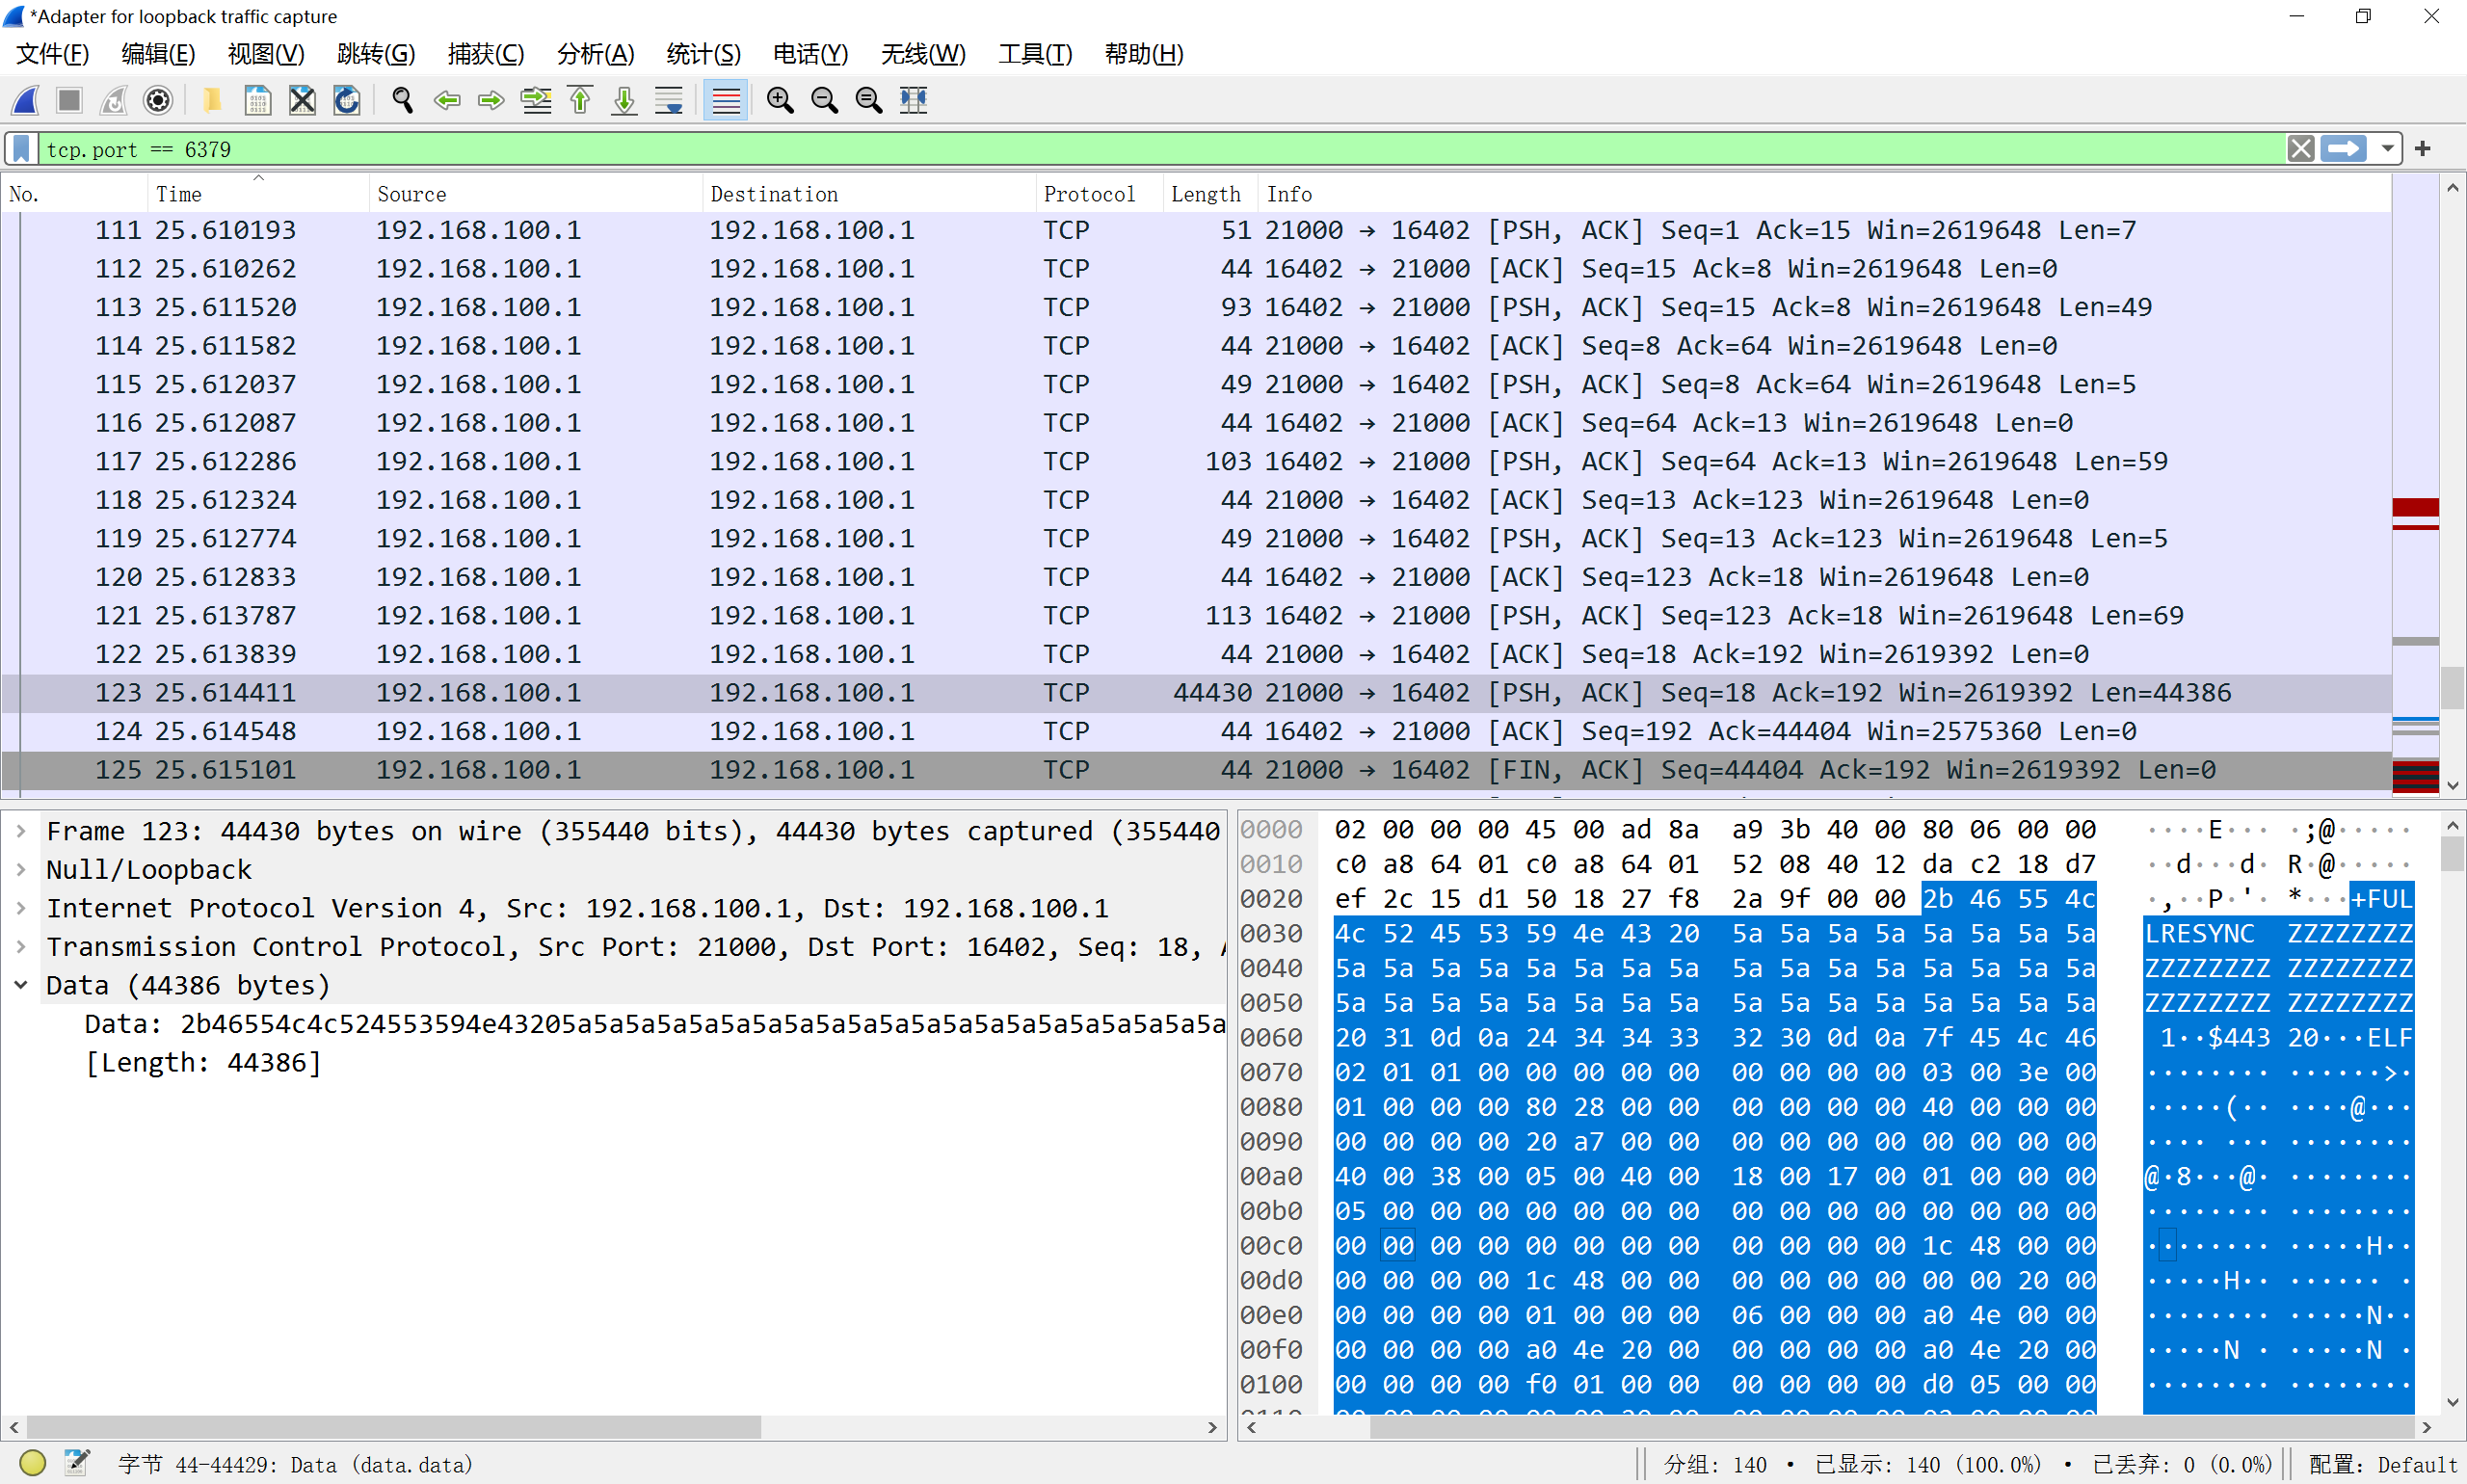 *Adapter for loopback traffic capture
文件(F) 编辑(E) 视图(V) 跳转(G) 捕获(C) 分析(A) 统计(S) 电话(Y) 无线(W) 工具(T) 帮助(H)
tcp.port == 6379
No. Time Source Destination Protocol Length Info
111 25.610193 192.168.100.1 192.168.100.1 TCP 51 21000 → 16402 [PSH, ACK] Seq=1 Ack=15 Win=2619648 Len=7
112 25.610262 192.168.100.1 192.168.100.1 TCP 44 16402 → 21000 [ACK] Seq=15 Ack=8 Win=2619648 Len=0
113 25.611520 192.168.100.1 192.168.100.1 TCP 93 16402 → 21000 [PSH, ACK] Seq=15 Ack=8 Win=2619648 Len=49
114 25.611582 192.168.100.1 192.168.100.1 TCP 44 21000 → 16402 [ACK] Seq=8 Ack=64 Win=2619648 Len=0
115 25.612037 192.168.100.1 192.168.100.1 TCP 49 21000 → 16402 [PSH, ACK] Seq=8 Ack=64 Win=2619648 Len=5
116 25.612087 192.168.100.1 192.168.100.1 TCP 44 16402 → 21000 [ACK] Seq=64 Ack=13 Win=2619648 Len=0
117 25.612286 192.168.100.1 192.168.100.1 TCP 103 16402 → 21000 [PSH, ACK] Seq=64 Ack=13 Win=2619648 Len=59
118 25.612324 192.168.100.1 192.168.100.1 TCP 44 21000 → 16402 [ACK] Seq=13 Ack=123 Win=2619648 Len=0
119 25.612774 192.168.100.1 192.168.100.1 TCP 49 21000 → 16402 [PSH, ACK] Seq=13 Ack=123 Win=2619648 Len=5
120 25.612833 192.168.100.1 192.168.100.1 TCP 44 16402 → 21000 [ACK] Seq=123 Ack=18 Win=2619648 Len=0
121 25.613787 192.168.100.1 192.168.100.1 TCP 113 16402 → 21000 [PSH, ACK] Seq=123 Ack=18 Win=2619648 Len=69
122 25.613839 192.168.100.1 192.168.100.1 TCP 44 21000 → 16402 [ACK] Seq=18 Ack=192 Win=2619392 Len=0
123 25.614411 192.168.100.1 192.168.100.1 TCP 44430 21000 → 16402 [PSH, ACK] Seq=18 Ack=192 Win=2619392 Len=44386
124 25.614548 192.168.100.1 192.168.100.1 TCP 44 16402 → 21000 [ACK] Seq=192 Ack=44404 Win=2575360 Len=0
125 25.615101 192.168.100.1 192.168.100.1 TCP 44 21000 → 16402 [FIN, ACK] Seq=44404 Ack=192 Win=2619392 Len=0
Frame 123: 44430 bytes on wire (355440 bits), 44430 bytes captured (355440
Null/Loopback
Internet Protocol Version 4, Src: 192.168.100.1, Dst: 192.168.100.1
Transmission Control Protocol, Src Port: 21000, Dst Port: 16402, Seq: 18,
Data (44386 bytes)
Data: 2b46554c4c524553594e43205a5a5a5a5a5a5a5a5a5a5a5a5a5a5a5a5a5a5a5a5a
[Length: 44386]
0000 02 00 00 00 45 00 ad 8a a9 3b 40 00 80 06 00 00 ····E··· ·;@·····
0010 c0 a8 64 01 c0 a8 64 01 52 08 40 12 da c2 18 d7 ··d···d· R·@·····
0020 ef 2c 15 d1 50 18 27 f8 2a 9f 00 00 2b 46 55 4c ·,··P·'· *···+FUL
0030 4c 52 45 53 59 4e 43 20 5a 5a 5a 5a 5a 5a 5a 5a LRESYNC ZZZZZZZZ
0040 5a 5a 5a 5a 5a 5a 5a 5a 5a 5a 5a 5a 5a 5a 5a 5a ZZZZZZZZ ZZZZZZZZ
0050 5a 5a 5a 5a 5a 5a 5a 5a 5a 5a 5a 5a 5a 5a 5a 5a ZZZZZZZZ ZZZZZZZZ
0060 20 31 0d 0a 24 34 34 33 32 30 0d 0a 7f 45 4c 46 1··$443 20···ELF
0070 02 01 01 00 00 00 00 00 00 00 00 00 03 00 3e 00 ········ ······>·
0080 01 00 00 00 80 28 00 00 00 00 00 00 40 00 00 00 ·····(·· ····@···
0090 00 00 00 00 20 a7 00 00 00 00 00 00 00 00 00 00 ···· ··· ········
00a0 40 00 38 00 05 00 40 00 18 00 17 00 01 00 00 00 @·8···@· ········
00b0 05 00 00 00 00 00 00 00 00 00 00 00 00 00 00 00 ········ ········
00c0 00 00 00 00 00 00 00 00 00 00 00 00 1c 48 00 00 ········ ·····H··
00d0 00 00 00 00 1c 48 00 00 00 00 00 00 00 00 20 00 ·····H·· ······ ·
00e0 00 00 00 00 01 00 00 00 06 00 00 00 a0 4e 00 00 ········ ·····N··
00f0 00 00 00 00 a0 4e 20 00 00 00 00 00 a0 4e 20 00 ·····N · ·····N ·
0100 00 00 00 00 f0 01 00 00 00 00 00 00 d0 05 00 00 ········ ········
字节 44-44429: Data (data.data)
分组: 140 · 已显示: 140 (100.0%) · 已丢弃: 0 (0.0%)
配置: Default